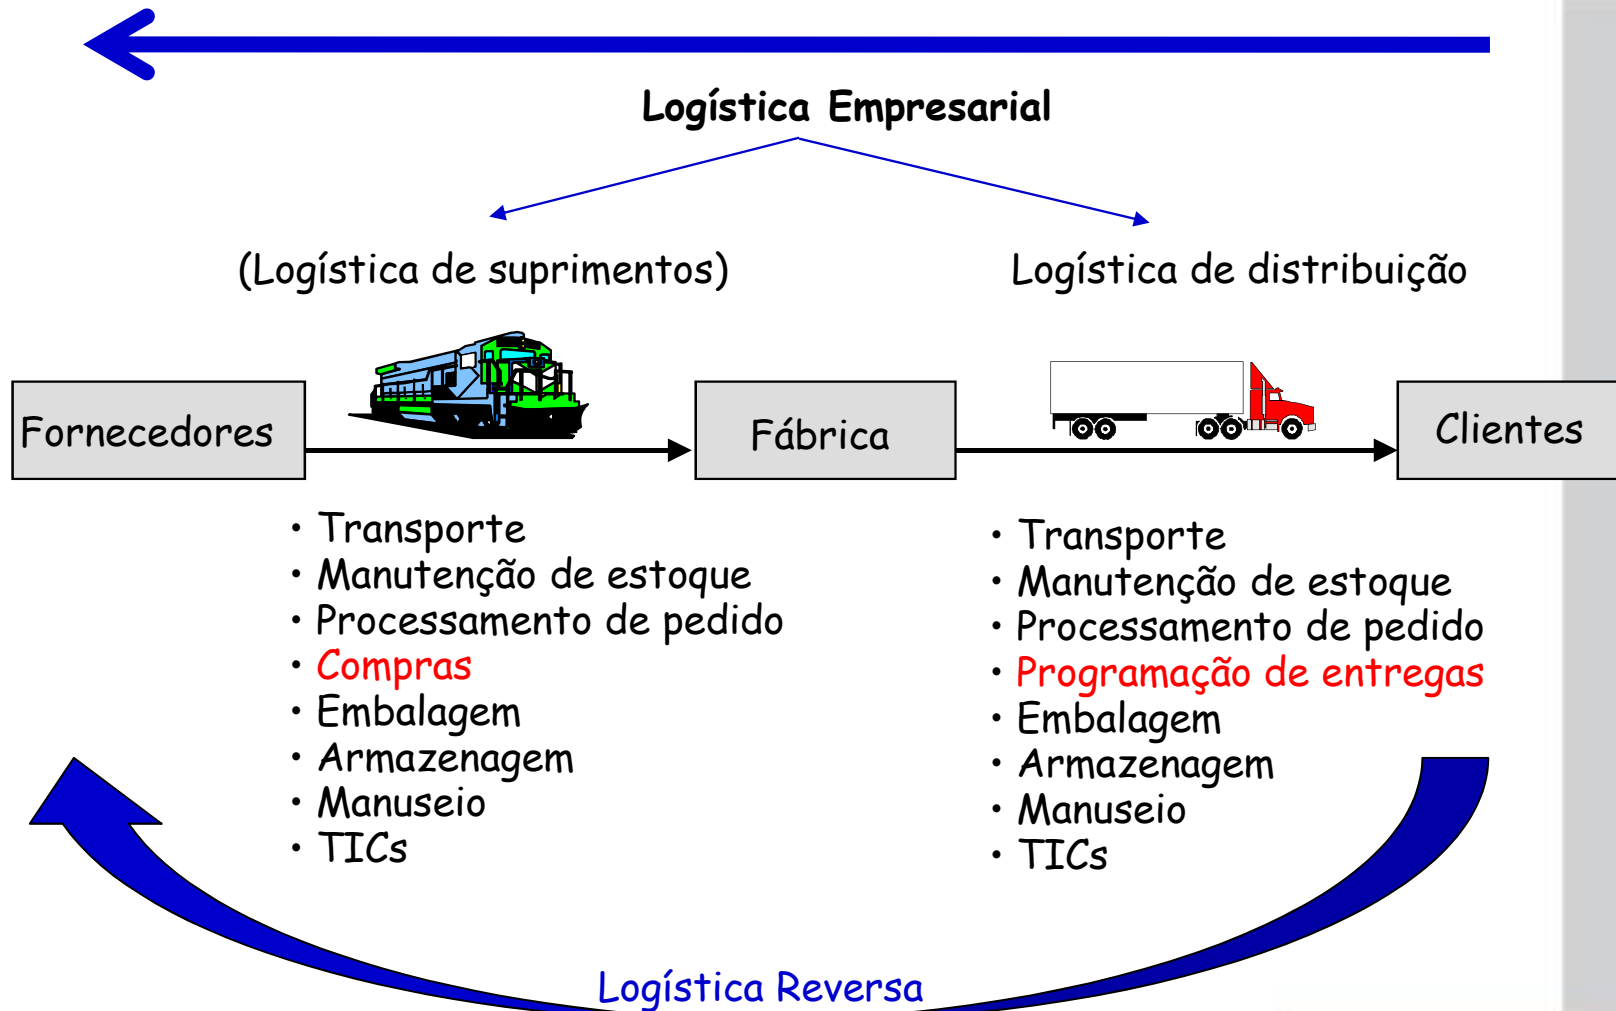 Logística Empresarial
(Logística de suprimentos)
Logística de distribuição
Fornecedores
Fábrica
Clientes
• Transporte
• Manutenção de estoque
• Processamento de pedido
• Compras
• Embalagem
• Armazenagem
• Manuseio
• TICs
• Transporte
• Manutenção de estoque
• Processamento de pedido
• Programação de entregas
• Embalagem
• Armazenagem
• Manuseio
• TICs
Logística Reversa